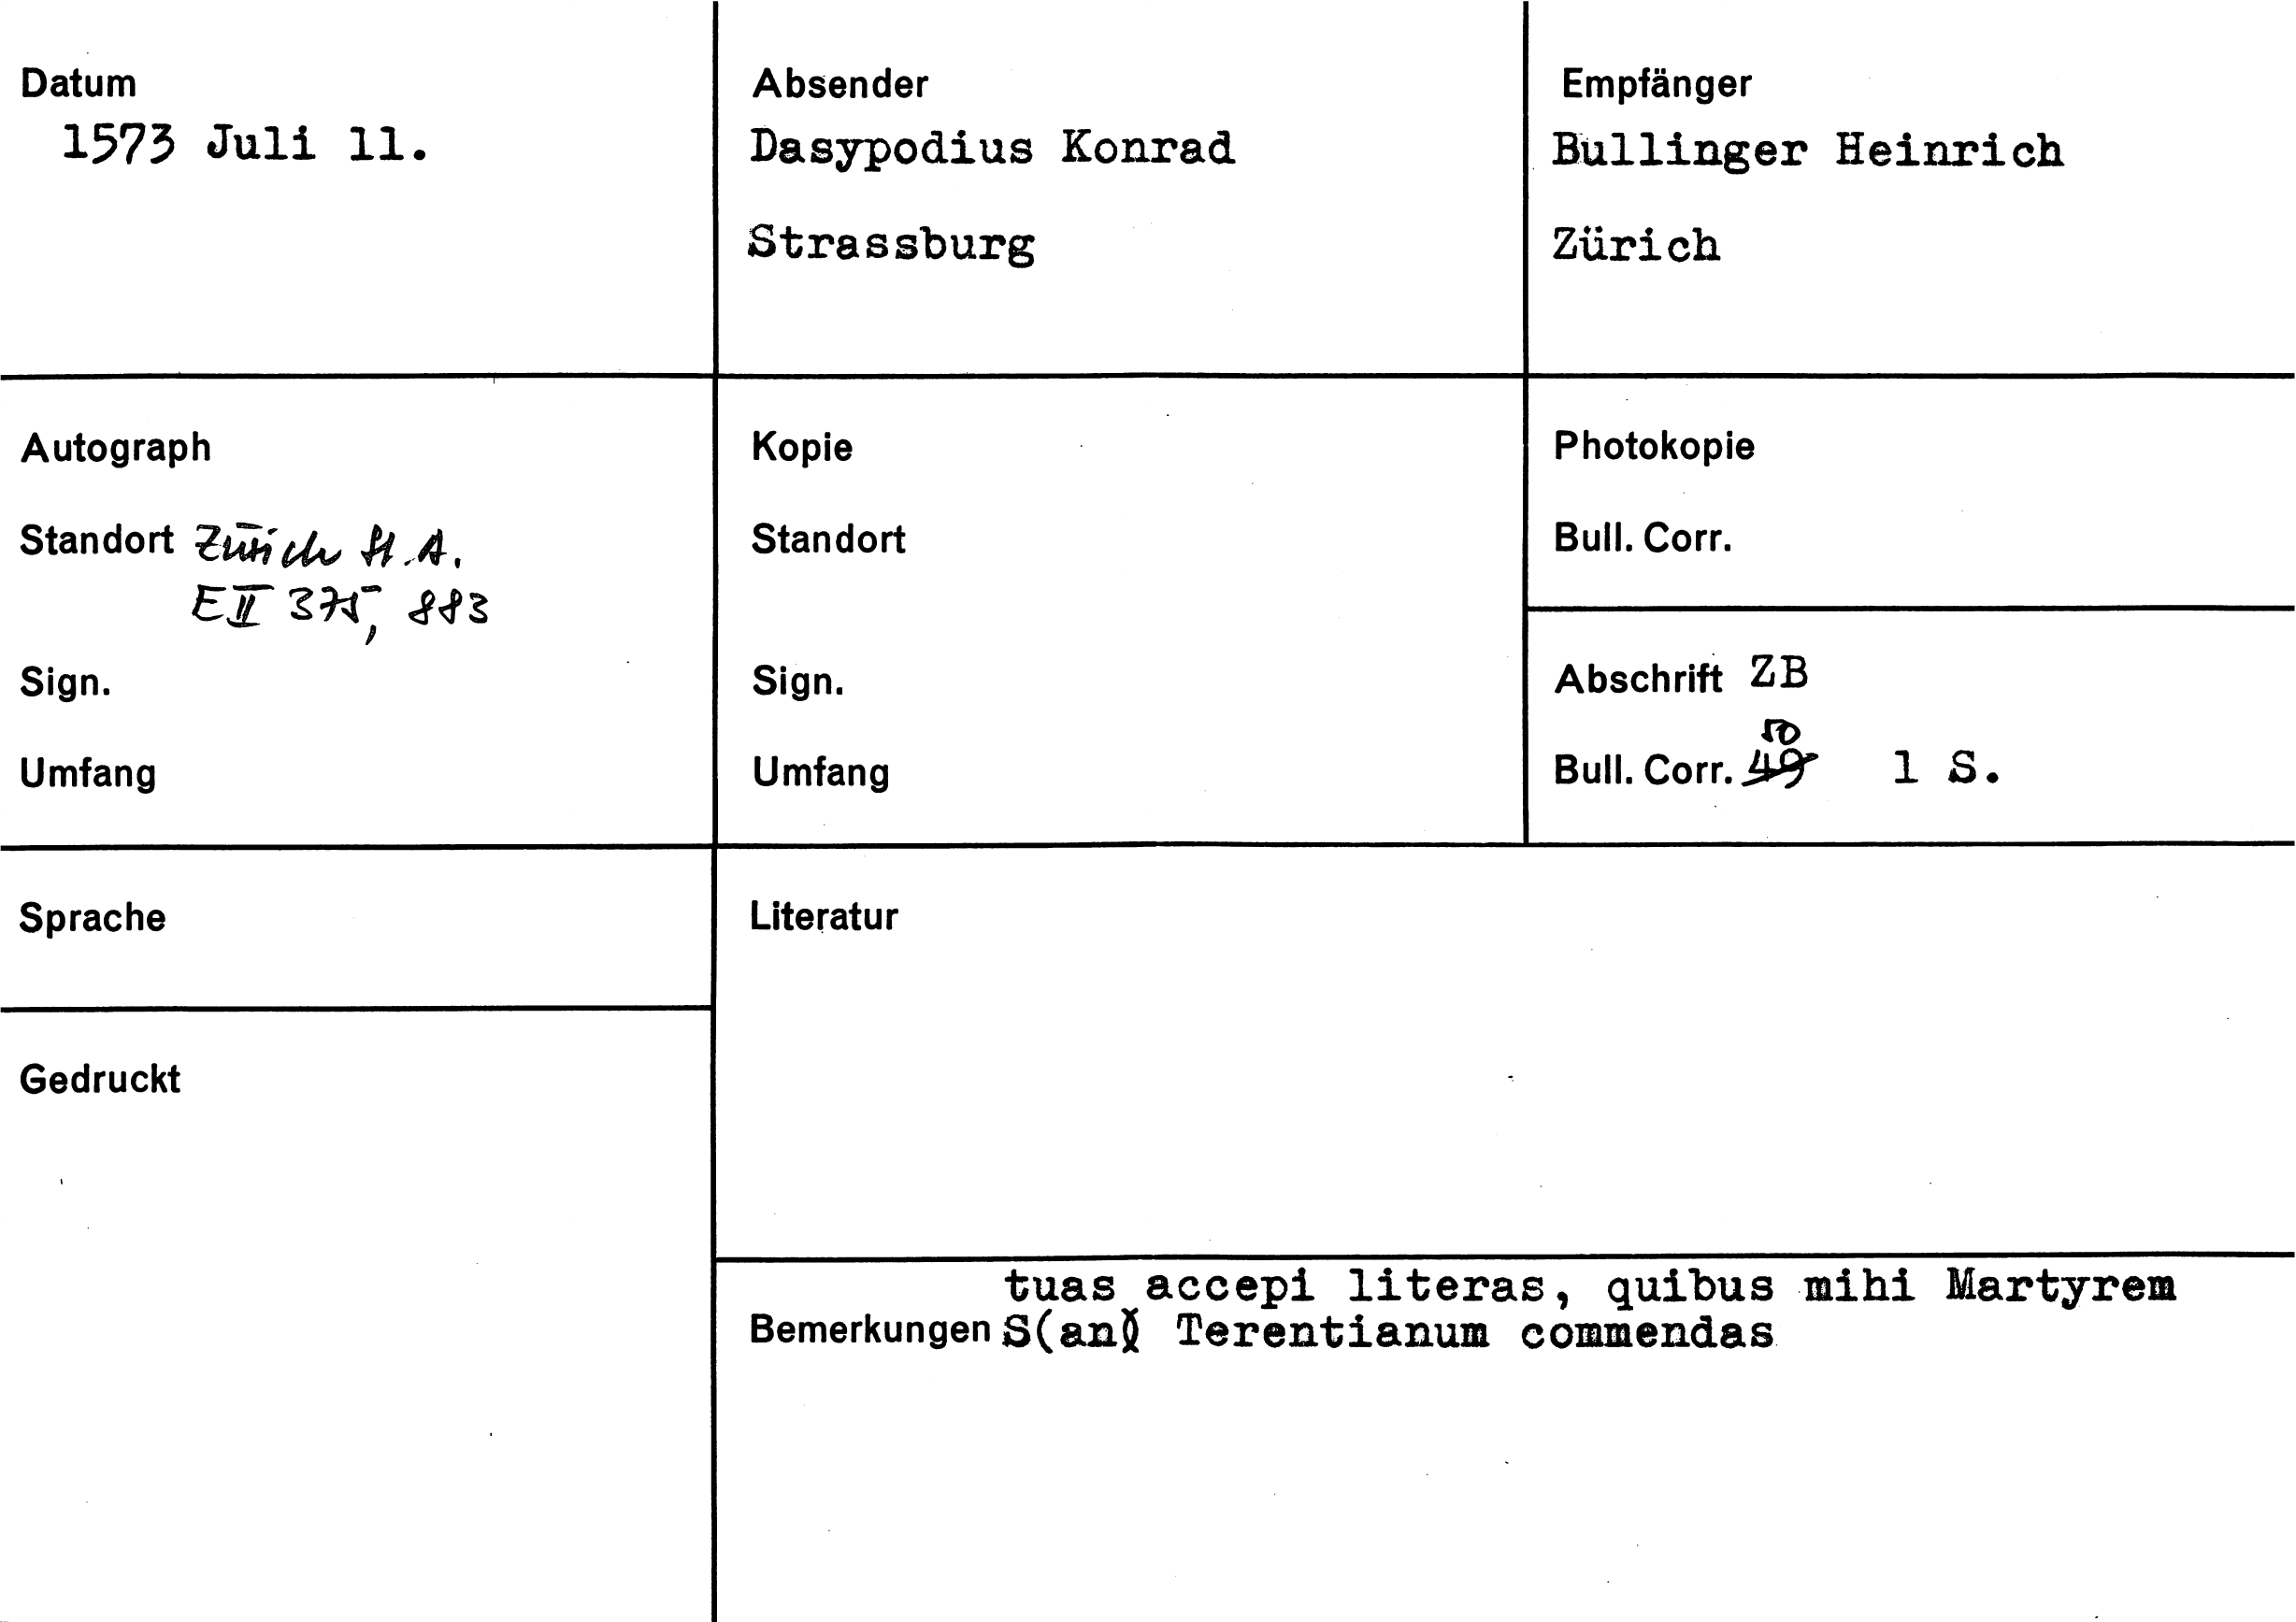 Datum
1573 Juli 11.
Absender
Dasypodius Konrad
Strassburg
Empfänger
Bullinger Heinrich
Zürich
Autograph
Standort Zürich St. A.
E II 375, 883
Sign.
Umfang
Kopie
Standort
Sign.
Umfang
Photokopie
Bull. Corr.
Abschrift ZB
50
Bull. Corr. 49 1 S.
Sprache
Gedruckt
Literatur
tuas accepi literas, quibus mihi Martyrem
Bemerkungen S(an) Terentianum commendas